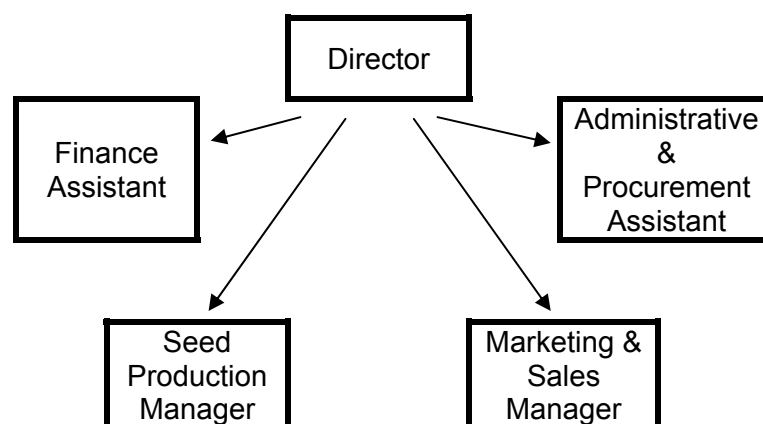 Director
Finance
Assistant
Administrative
&
Procurement
Assistant
Seed
Production
Manager
Marketing &
Sales
Manager